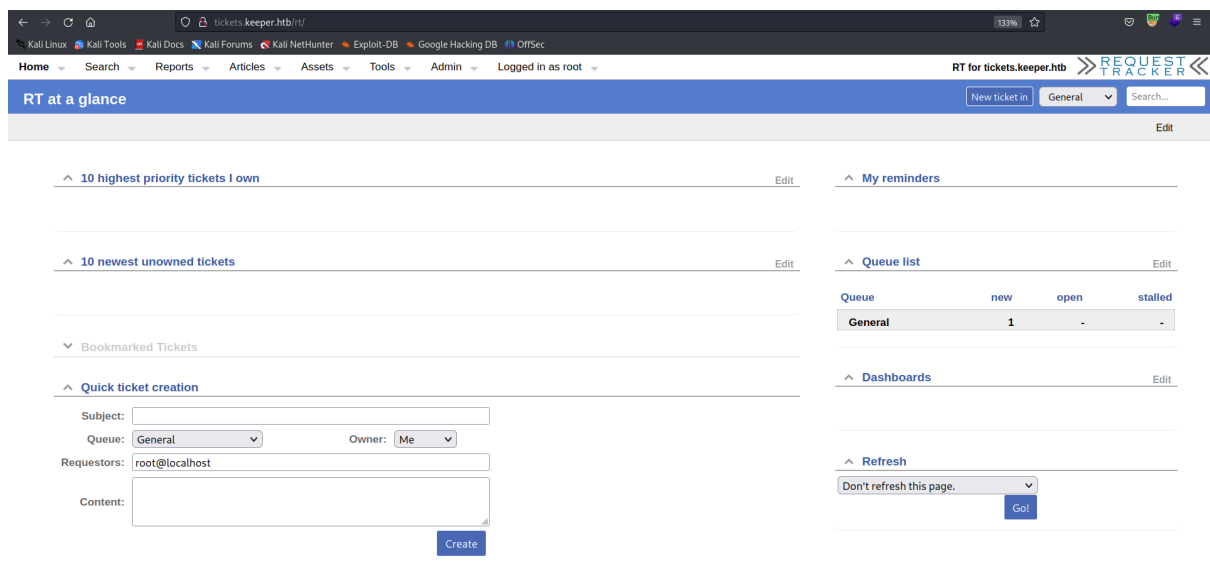 tickets.keeper.htb/rt/ 133%
Kali Linux Kali Tools Kali Docs Kali Forums Kali NetHunter Exploit-DB Google Hacking DB OffSec
Home Search Reports Articles Assets Tools Admin Logged in as root RT for tickets.keeper.htb REQUEST TRACKER
RT at a glance New ticket in General Search...
Edit
10 highest priority tickets I own Edit
My reminders
10 newest unowned tickets Edit
Queue list Edit
Queue new open stalled
General 1 - -
Bookmarked Tickets
Dashboards Edit
Quick ticket creation
Subject:
Queue: General Owner: Me
Requestors: root@localhost
Content:
Create
Refresh
Don't refresh this page.
Go!